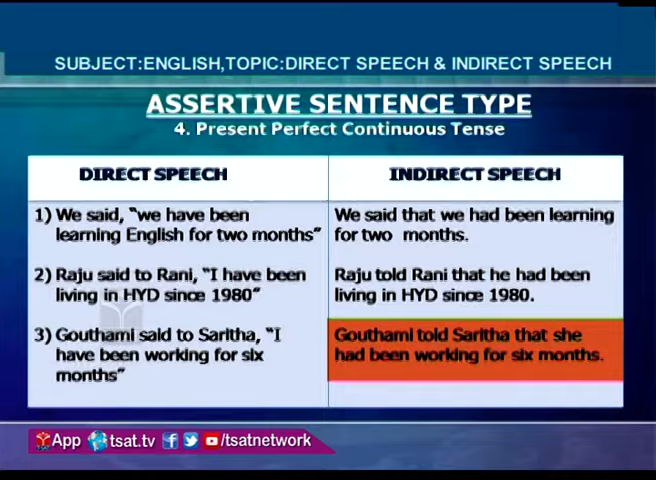 SUBJECT:ENGLISH,TOPIC:DIRECT SPEECH & INDIRECT SPEECH
ASSERTIVE SENTENCE TYPE
4. Present Perfect Continuous Tense
DIRECT SPEECH
INDIRECT SPEECH
1) We said, "we have been
learning English for two months"
We said that we had been learning
for two months.
2) Raju said to Rani, "I have been
living in HYD since 1980"
Raju told Rani that he had been
living in HYD since 1980.
3) Gouthami said to Saritha, "I
have been working for six
months"
Gouthami told Saritha that she
had been working for six months.
App tsat.tv /tsatnetwork